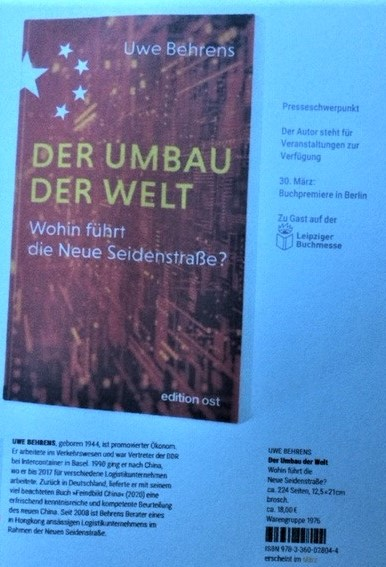 Uwe Behrens
DER UMBAU
DER WELT
Wohin führt
die Neue Seidenstraße?
edition ost
Presseschwerpunkt
Der Autor steht für
Veranstaltungen zur
Verfügung
30. März:
Buchpremiere in Berlin
Zu Gast auf der
Leipziger
Buchmesse
UWE BEHRENS, geboren 1944, ist promovierter Ökonom.
Er arbeitete im Verkehrswesen und war Vertreter der DDR
bei Intercontainer in Basel. 1990 ging er nach China,
wo er bis 2017 für verschiedene Logistikunternehmen
arbeitete. Zurück in Deutschland, lieferte er mit seinem
viel beachteten Buch »Feindbild China« (2020) eine
erfrischend kenntnisreiche und kompetente Beurteilung
des neuen China. Seit 2008 ist Behrens Berater eines
in Hongkong ansässigen Logistikunternehmens im
Rahmen der Neuen Seidenstraße.
UWE BEHRENS
Der Umbau der Welt
Wohin führt die
Neue Seidenstraße?
ca. 224 Seiten, 12,5×21cm
brosch.
ca. 18,00 €
Warengruppe 1976
ISBN 978-3-360-02804-4
erscheint im März